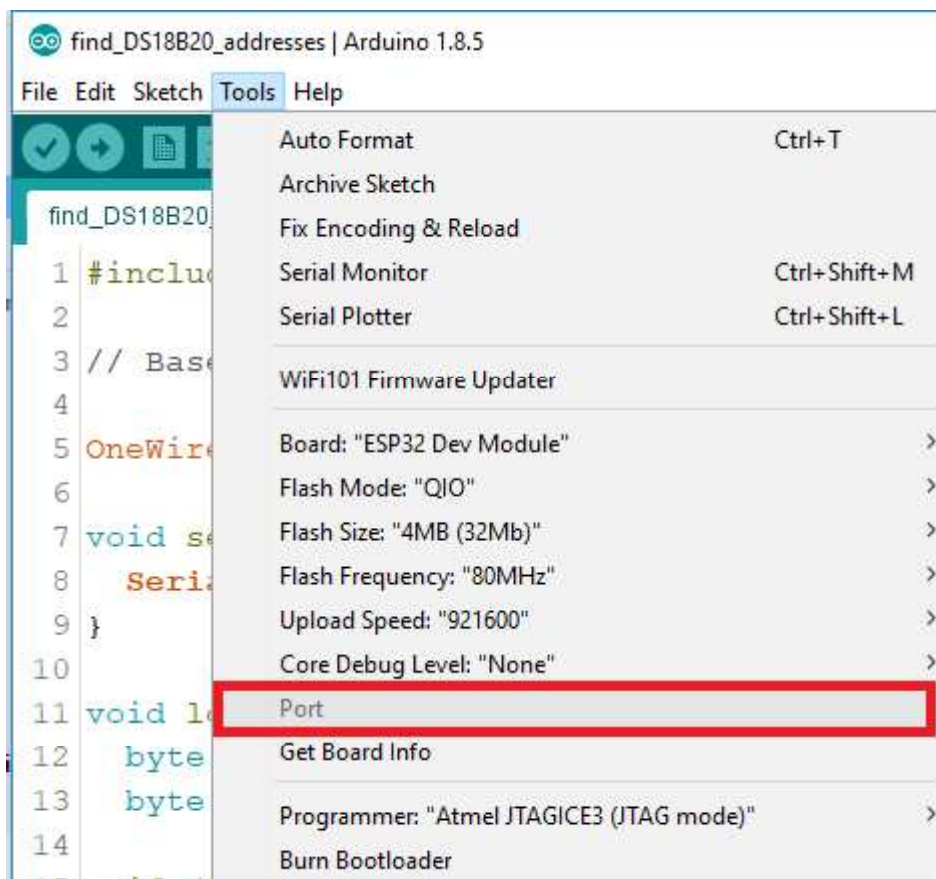 find_DS18B20_addresses | Arduino 1.8.5
File Edit Sketch Tools Help
Auto Format Ctrl+T
Archive Sketch
Fix Encoding & Reload
Serial Monitor Ctrl+Shift+M
Serial Plotter Ctrl+Shift+L
WiFi101 Firmware Updater
Board: "ESP32 Dev Module"
Flash Mode: "QIO"
Flash Size: "4MB (32Mb)"
Flash Frequency: "80MHz"
Upload Speed: "921600"
Core Debug Level: "None"
Port
Get Board Info
Programmer: "Atmel JTAGICE3 (JTAG mode)"
Burn Bootloader
find_DS18B20_
1 #includ
2
3 // Base
4
5 OneWire
6
7 void se
8 Seria
9 }
10
11 void lo
12 byte
13 byte
14